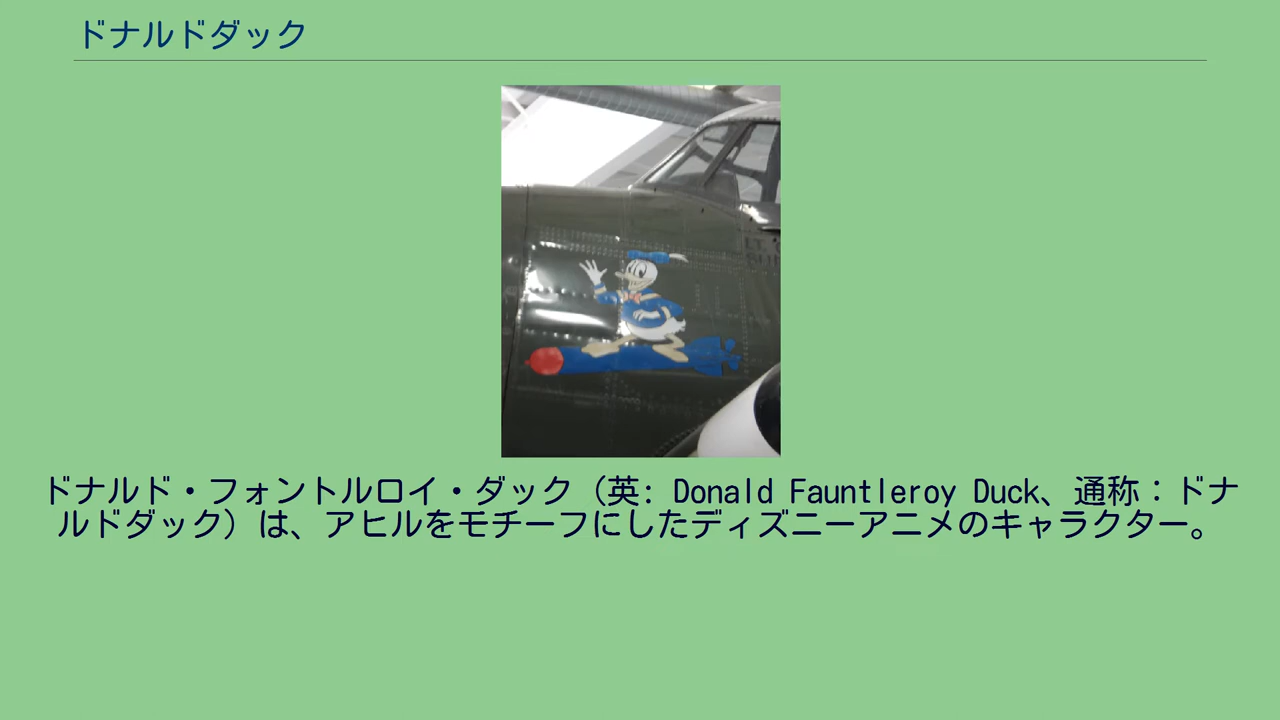 ドナルドダック
ドナルド・フォントルロイ・ダック（英: Donald Fauntleroy Duck、通称：ドナ
ルドダック）は、アヒルをモチーフにしたディズニーアニメのキャラクター。